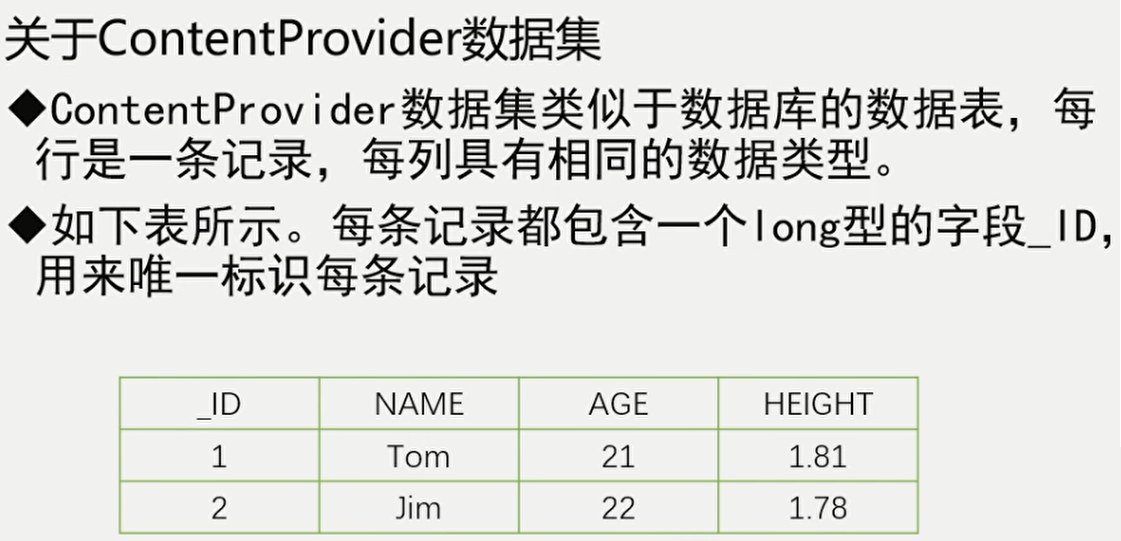 关于ContentProvider数据集
◆ContentProvider数据集类似于数据库的数据表，每
行是一条记录，每列具有相同的数据类型。
◆如下表所示。每条记录都包含一个long型的字段_ID，
用来唯一标识每条记录
_ID NAME AGE HEIGHT
1 Tom 21 1.81
2 Jim 22 1.78